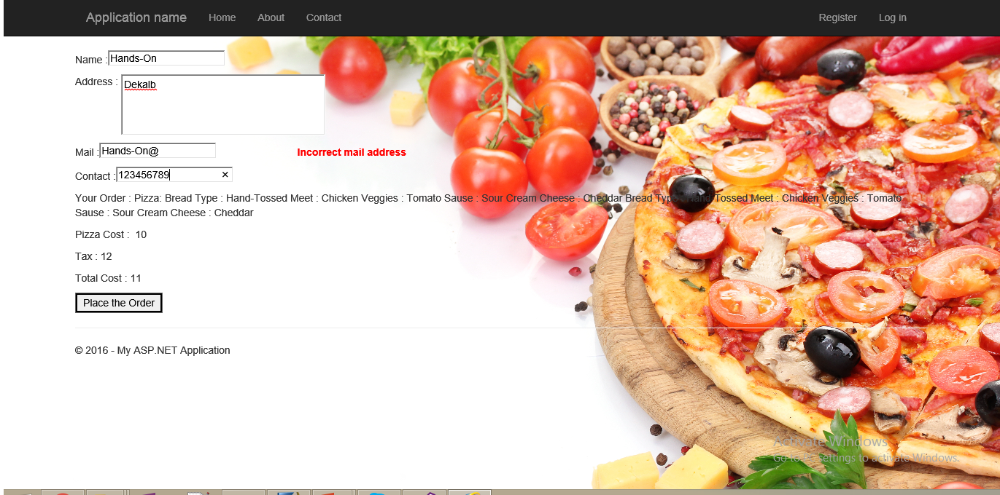 Application name Home About Contact Register Log in
Name : Hands-On
Address : Dekalb
Mail : Hands-On@ Incorrect mail address
Contact : 123456789 ×
Your Order : Pizza: Bread Type : Hand-Tossed Meet : Chicken Veggies : Tomato Sause : Sour Cream Cheese : Cheddar Bread Type : Hand-Tossed Meet : Chicken Veggies : Tomato
Sause : Sour Cream Cheese : Cheddar
Pizza Cost : 10
Tax : 12
Total Cost : 11
Place the Order
© 2016 - My ASP.NET Application
Activate Windows
Go to PC settings to activate Windows.